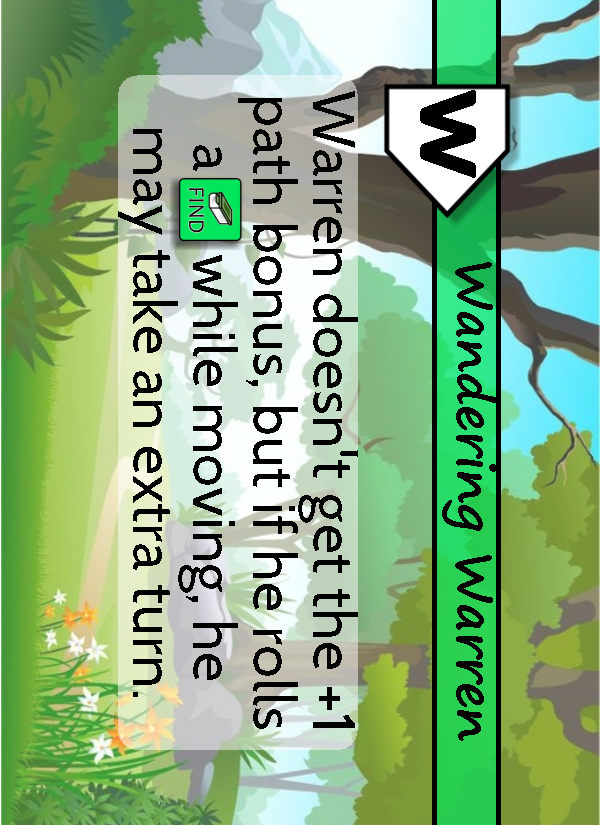 W
Wandering Warren
Warren doesn't get the +1
path bonus, but if he rolls
a FIND while moving, he
may take an extra turn.